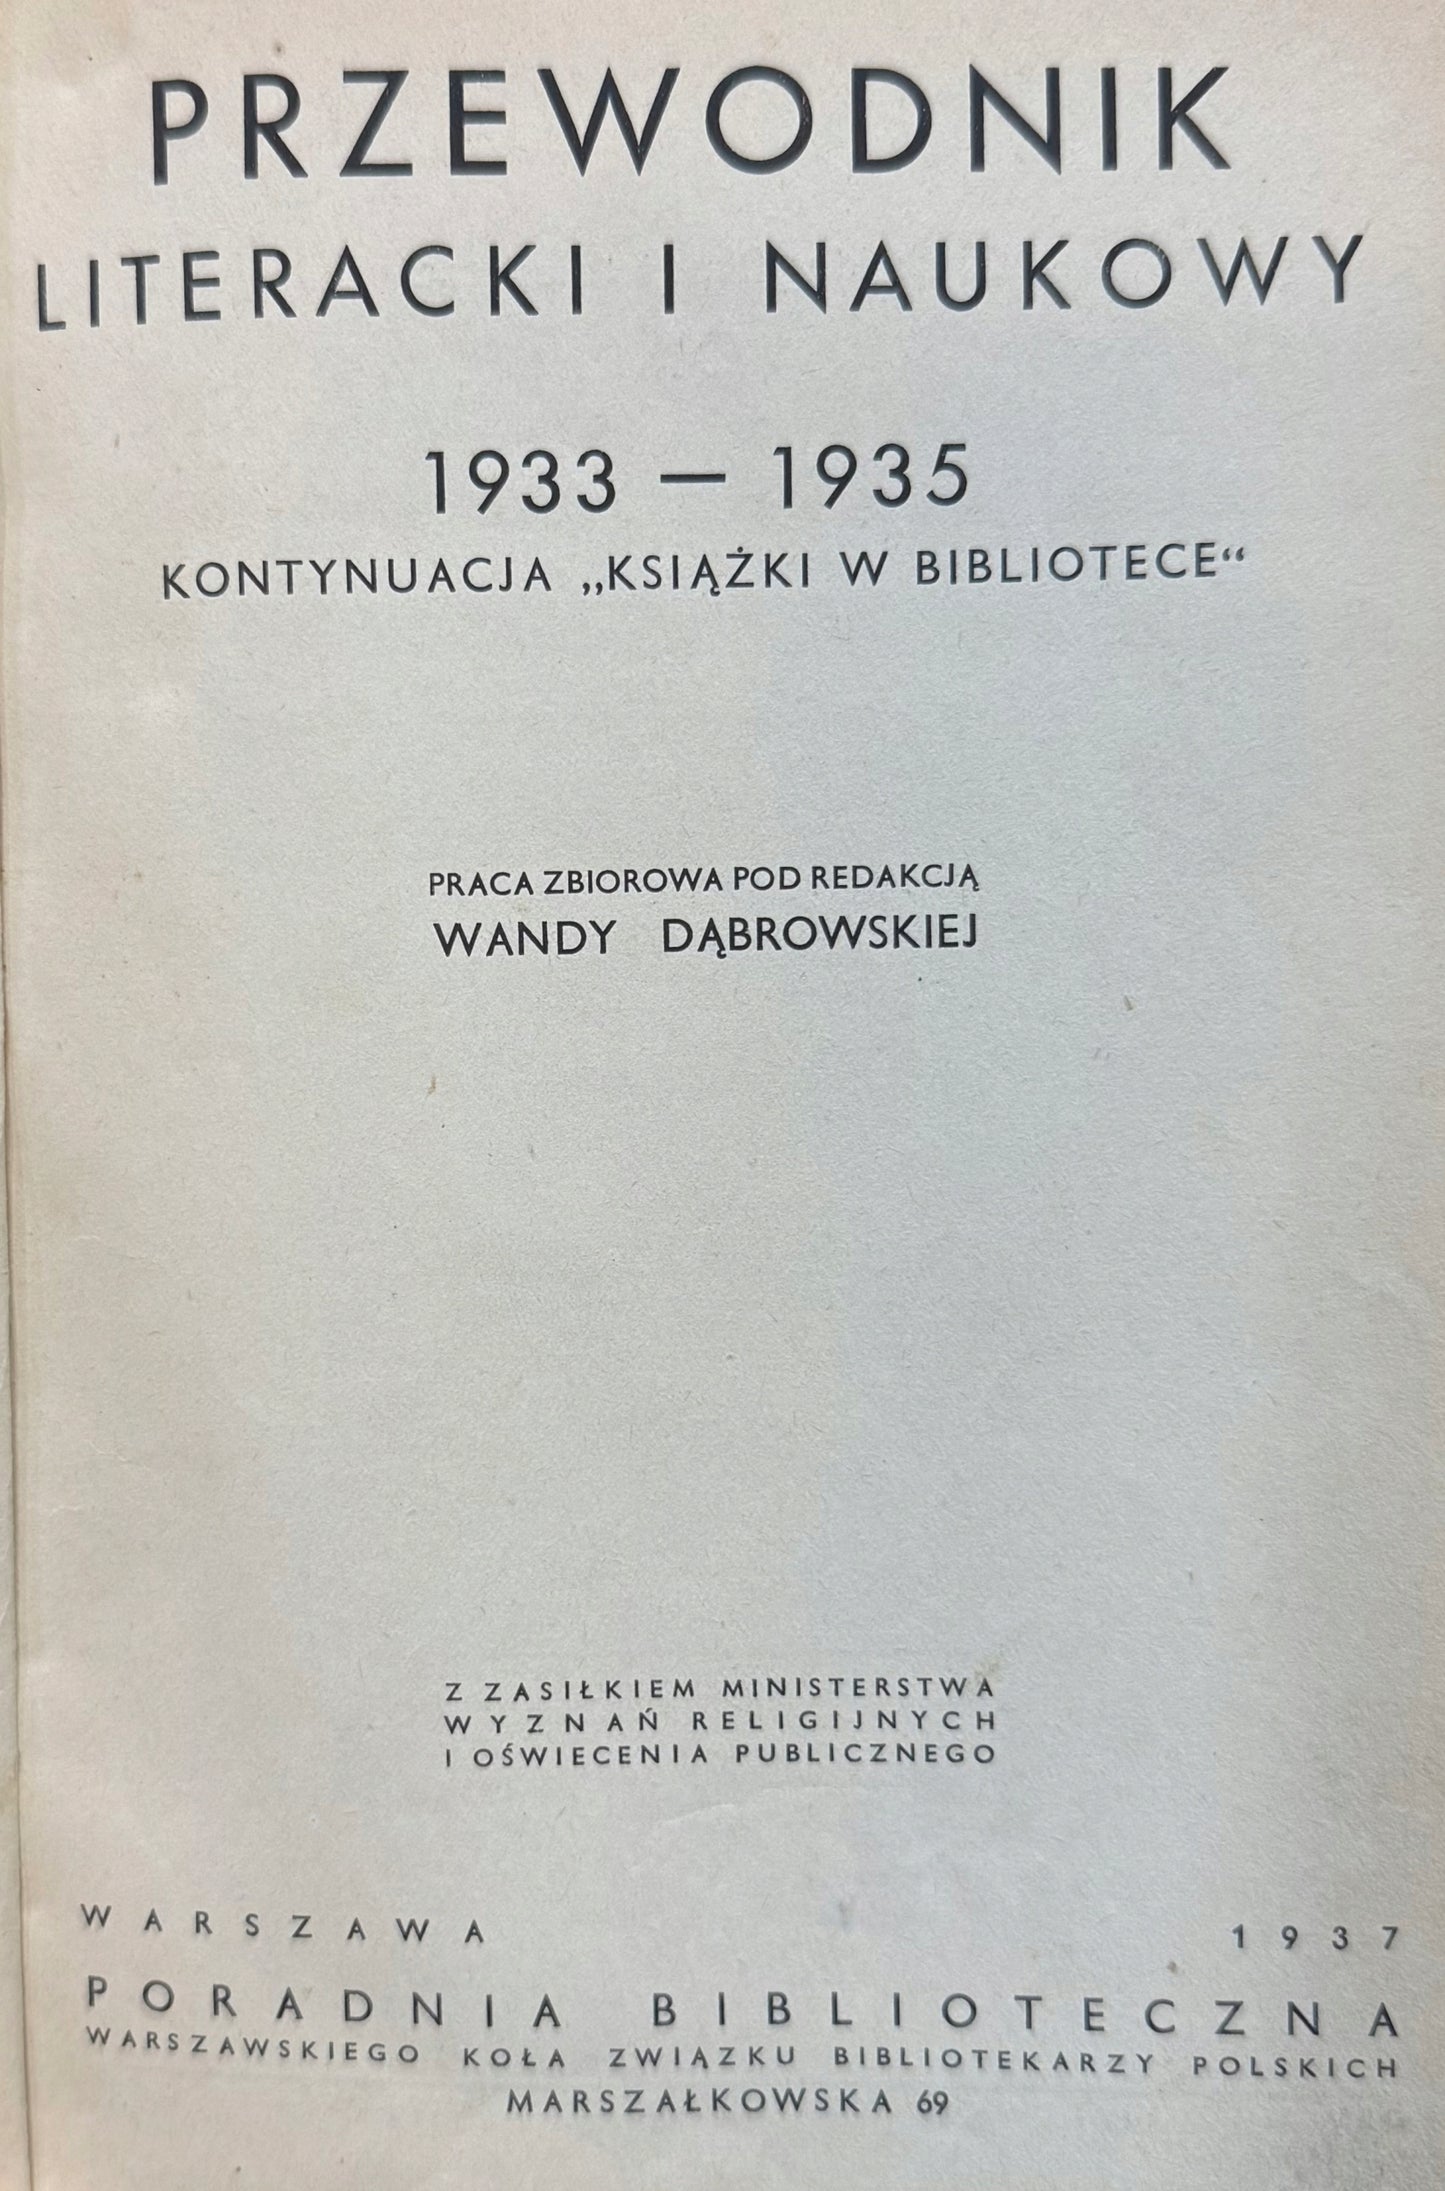 PRZEWODNIK
LITERACKI I NAUKOWY
1933 — 1935
KONTYNUACJA „KSIĄŻKI W BIBLIOTECE“
PRACA ZBIOROWA POD REDAKCJĄ
WANDY DĄBROWSKIEJ
Z ZASIŁKIEM MINISTERSTWA
WYZNAŃ RELIGIJNYCH
I OŚWIECENIA PUBLICZNEGO
WARSZAWA 1937
PORADNIA BIBLIOTECZNA
WARSZAWSKIEGO KOŁA ZWIĄZKU BIBLIOTEKARZY POLSKICH
MARSZAŁKOWSKA 69